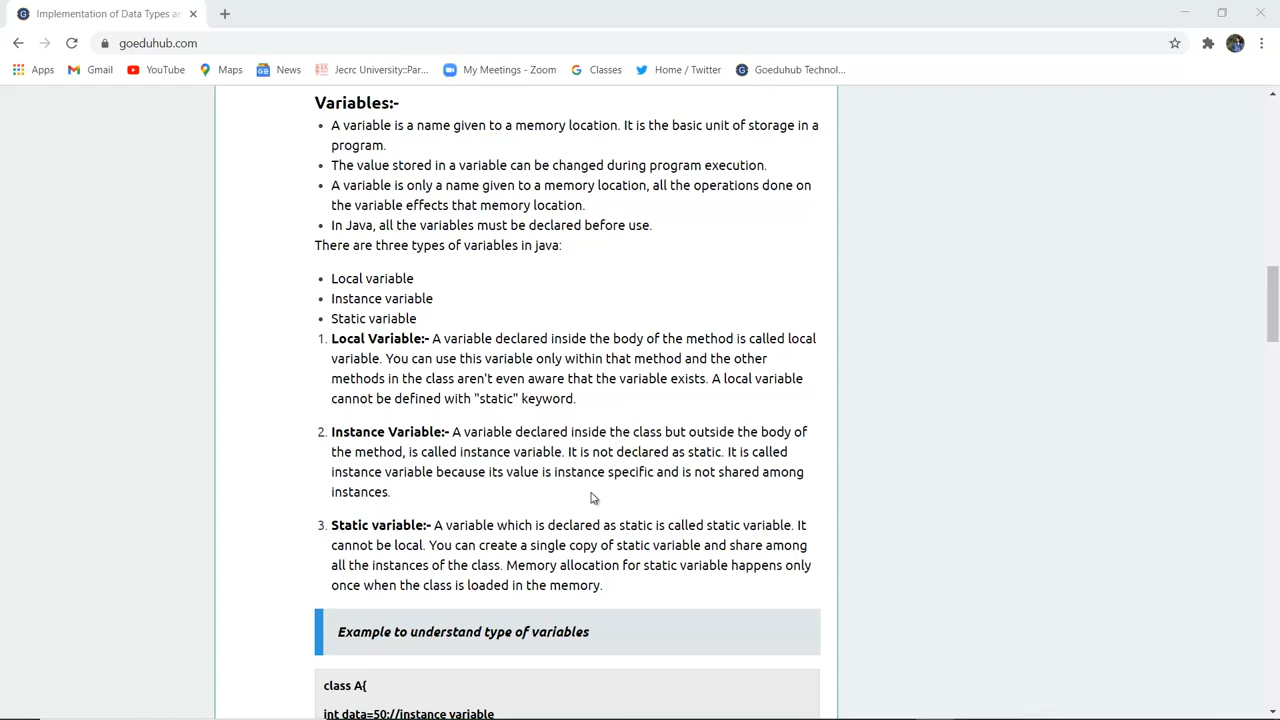 Implementation of Data Types ar
goeduhub.com
Apps Gmail YouTube Maps News Jecrc University::Par... My Meetings - Zoom Classes Home / Twitter Goeduhub Technol...
Variables:-
• A variable is a name given to a memory location. It is the basic unit of storage in a
program.
• The value stored in a variable can be changed during program execution.
• A variable is only a name given to a memory location, all the operations done on
the variable effects that memory location.
• In Java, all the variables must be declared before use.
There are three types of variables in java:
• Local variable
• Instance variable
• Static variable
1. Local Variable:- A variable declared inside the body of the method is called local
variable. You can use this variable only within that method and the other
methods in the class aren't even aware that the variable exists. A local variable
cannot be defined with "static" keyword.
2. Instance Variable:- A variable declared inside the class but outside the body of
the method, is called instance variable. It is not declared as static. It is called
instance variable because its value is instance specific and is not shared among
instances.
3. Static variable:- A variable which is declared as static is called static variable. It
cannot be local. You can create a single copy of static variable and share among
all the instances of the class. Memory allocation for static variable happens only
once when the class is loaded in the memory.
Example to understand type of variables
class A{
int data=50;//instance variable